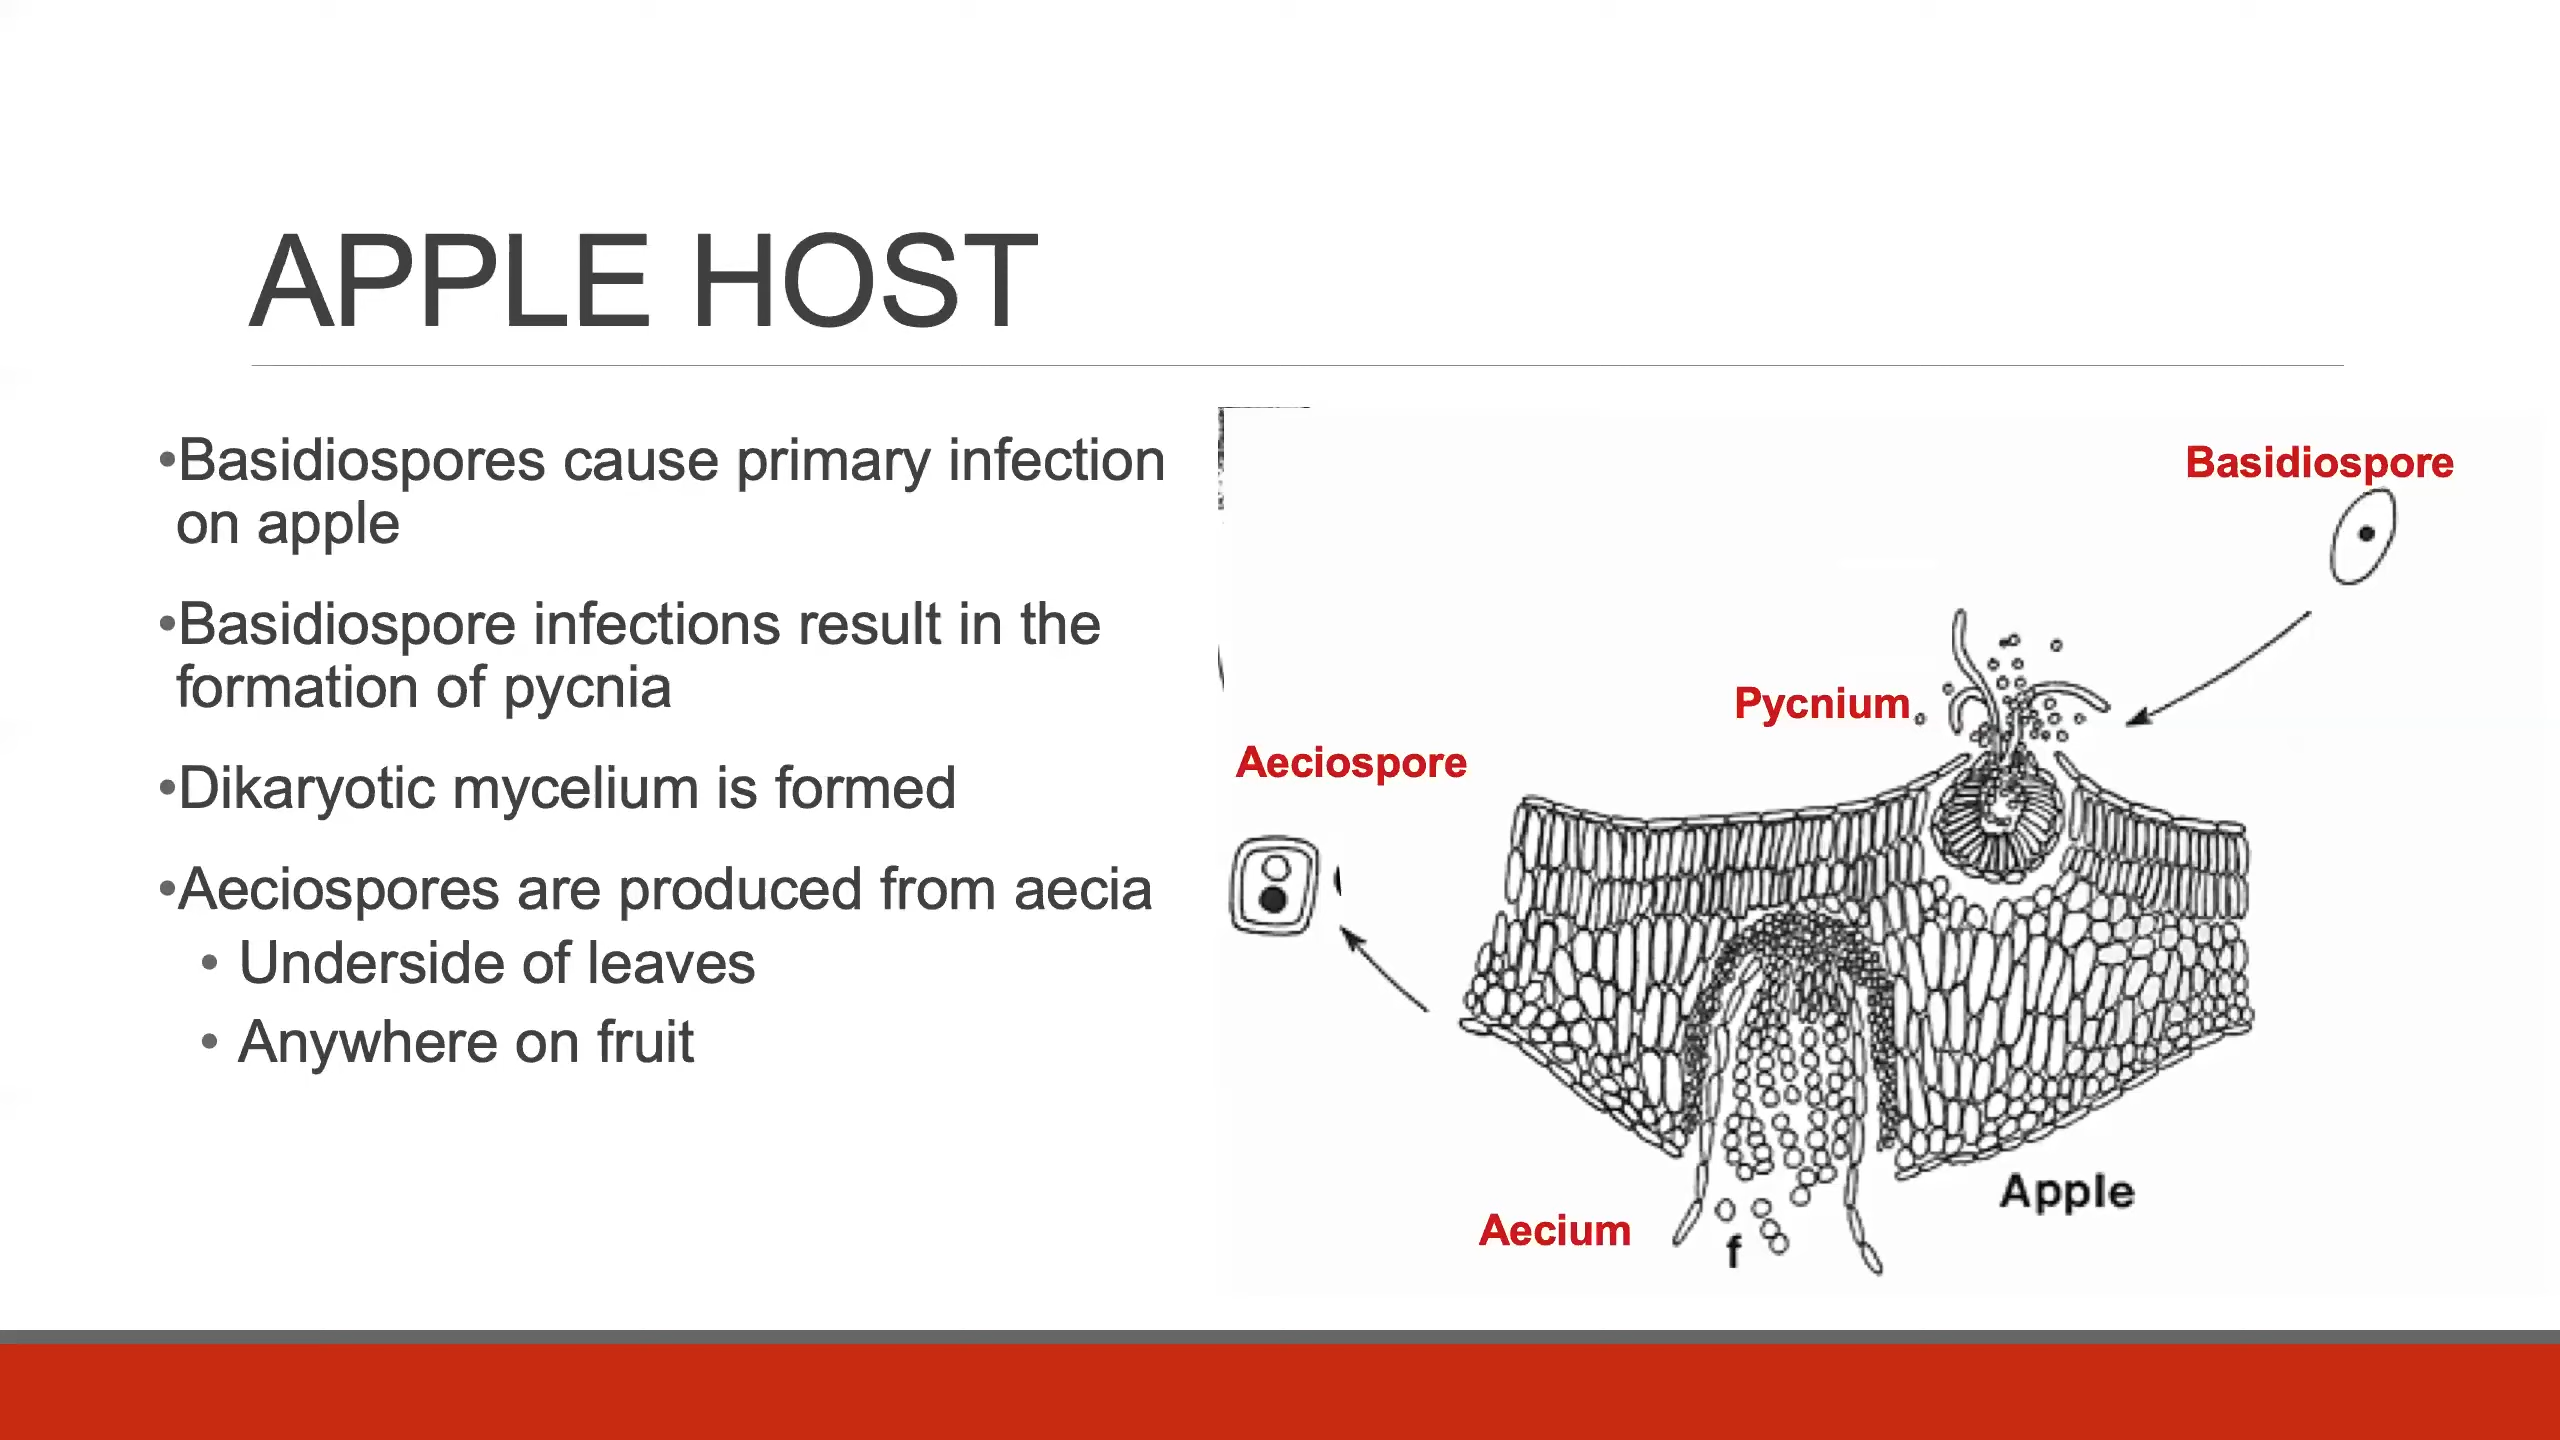 APPLE HOST
•Basidiospores cause primary infection
on apple
•Basidiospore infections result in the
formation of pycnia
•Dikaryotic mycelium is formed
•Aeciospores are produced from aecia
• Underside of leaves
• Anywhere on fruit
Basidiospore
Pycnium
Aeciospore
Apple
Aecium
f